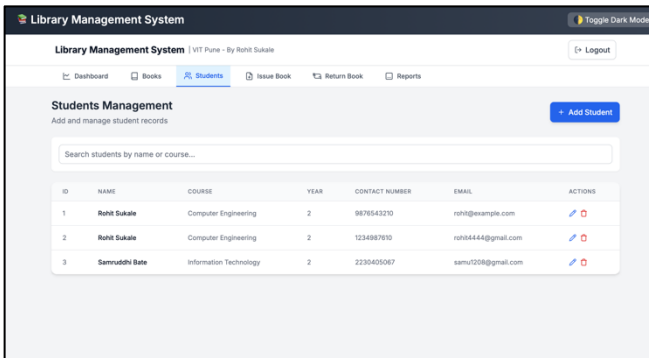 📚 Library Management System
🌓 Toggle Dark Mode
Library Management System | VIT Pune - By Rohit Sukale
Logout
Dashboard Books Students Issue Book Return Book Reports
Students Management
Add and manage student records
+ Add Student
Search students by name or course...
ID NAME COURSE YEAR CONTACT NUMBER EMAIL ACTIONS
1 Rohit Sukale Computer Engineering 2 9876543210 rohit@example.com
2 Rohit Sukale Computer Engineering 2 1234987610 rohit4444@gmail.com
3 Samruddhi Bate Information Technology 2 2230405067 samu1208@gmail.com